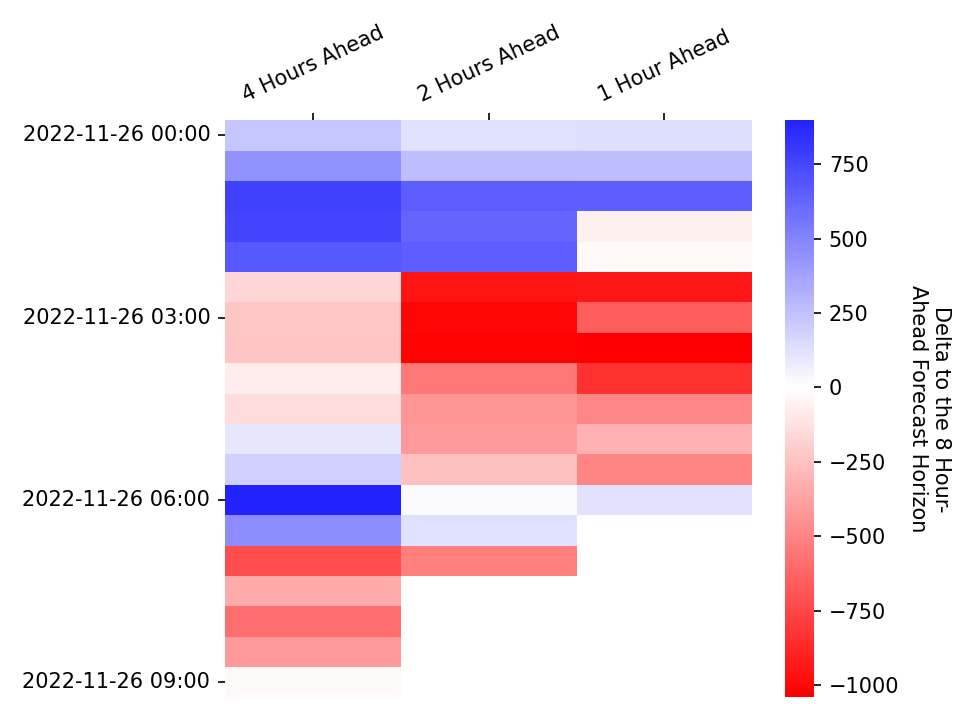 4 Hours Ahead
2 Hours Ahead
1 Hour Ahead
2022-11-26 00:00
2022-11-26 03:00
2022-11-26 06:00
2022-11-26 09:00
750
500
250
0
−250
−500
−750
−1000
Delta to the 8 Hour-
Ahead Forecast Horizon